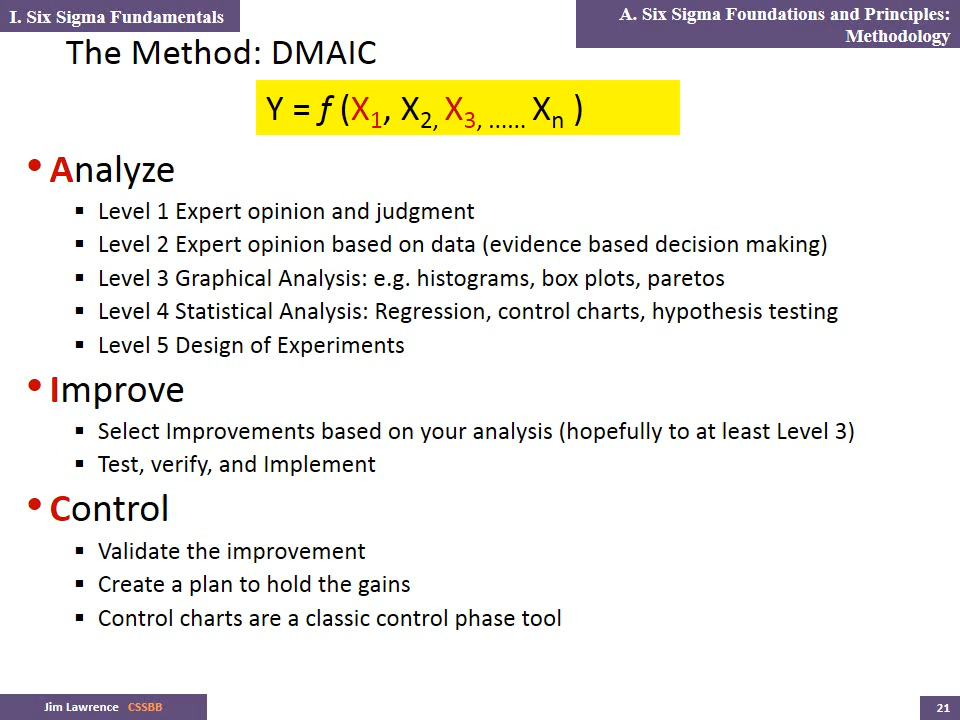 I. Six Sigma Fundamentals
A. Six Sigma Foundations and Principles:
Methodology
The Method: DMAIC
Y = f (X1, X2, X3, ...... Xn )
• Analyze
▪ Level 1 Expert opinion and judgment
▪ Level 2 Expert opinion based on data (evidence based decision making)
▪ Level 3 Graphical Analysis: e.g. histograms, box plots, paretos
▪ Level 4 Statistical Analysis: Regression, control charts, hypothesis testing
▪ Level 5 Design of Experiments
• Improve
▪ Select Improvements based on your analysis (hopefully to at least Level 3)
▪ Test, verify, and Implement
• Control
▪ Validate the improvement
▪ Create a plan to hold the gains
▪ Control charts are a classic control phase tool
Jim Lawrence CSSBB
21